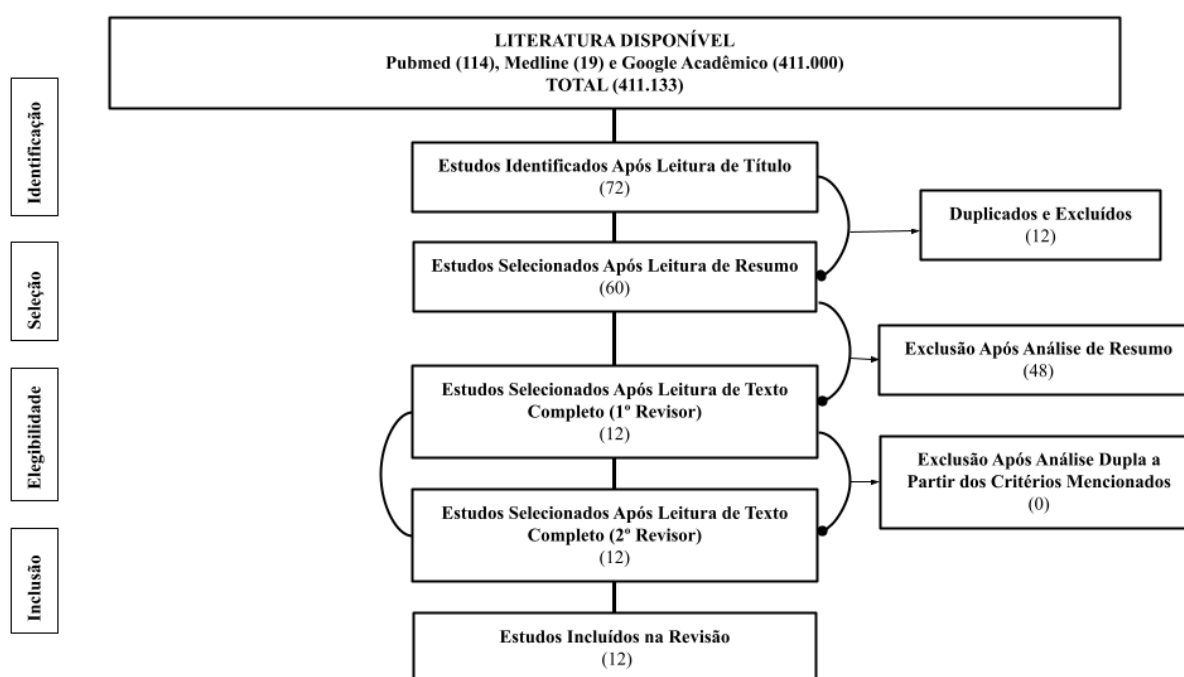 LITERATURA DISPONÍVEL
Pubmed (114), Medline (19) e Google Acadêmico (411.000)
TOTAL (411.133)
Identificação
Estudos Identificados Após Leitura de Título
(72)
Duplicados e Excluídos
(12)
Seleção
Estudos Selecionados Após Leitura de Resumo
(60)
Exclusão Após Análise de Resumo
(48)
Elegibilidade
Estudos Selecionados Após Leitura de Texto
Completo (1º Revisor)
(12)
Exclusão Após Análise Dupla a
Partir dos Critérios Mencionados
(0)
Estudos Selecionados Após Leitura de Texto
Completo (2º Revisor)
(12)
Inclusão
Estudos Incluídos na Revisão
(12)